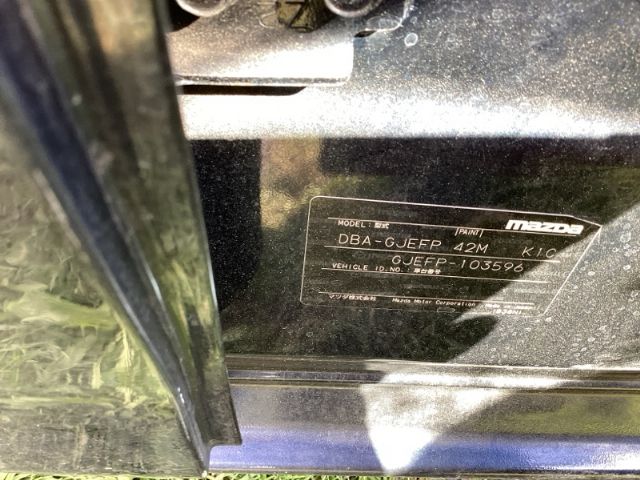 mazda
MODEL : 型式 [PAINT]
DBA-GJEFP 42M K1C
GJEFP-103596
VEHICLE ID.NO. : 車台番号
マツダ株式会社 Mazda Motor Corporation